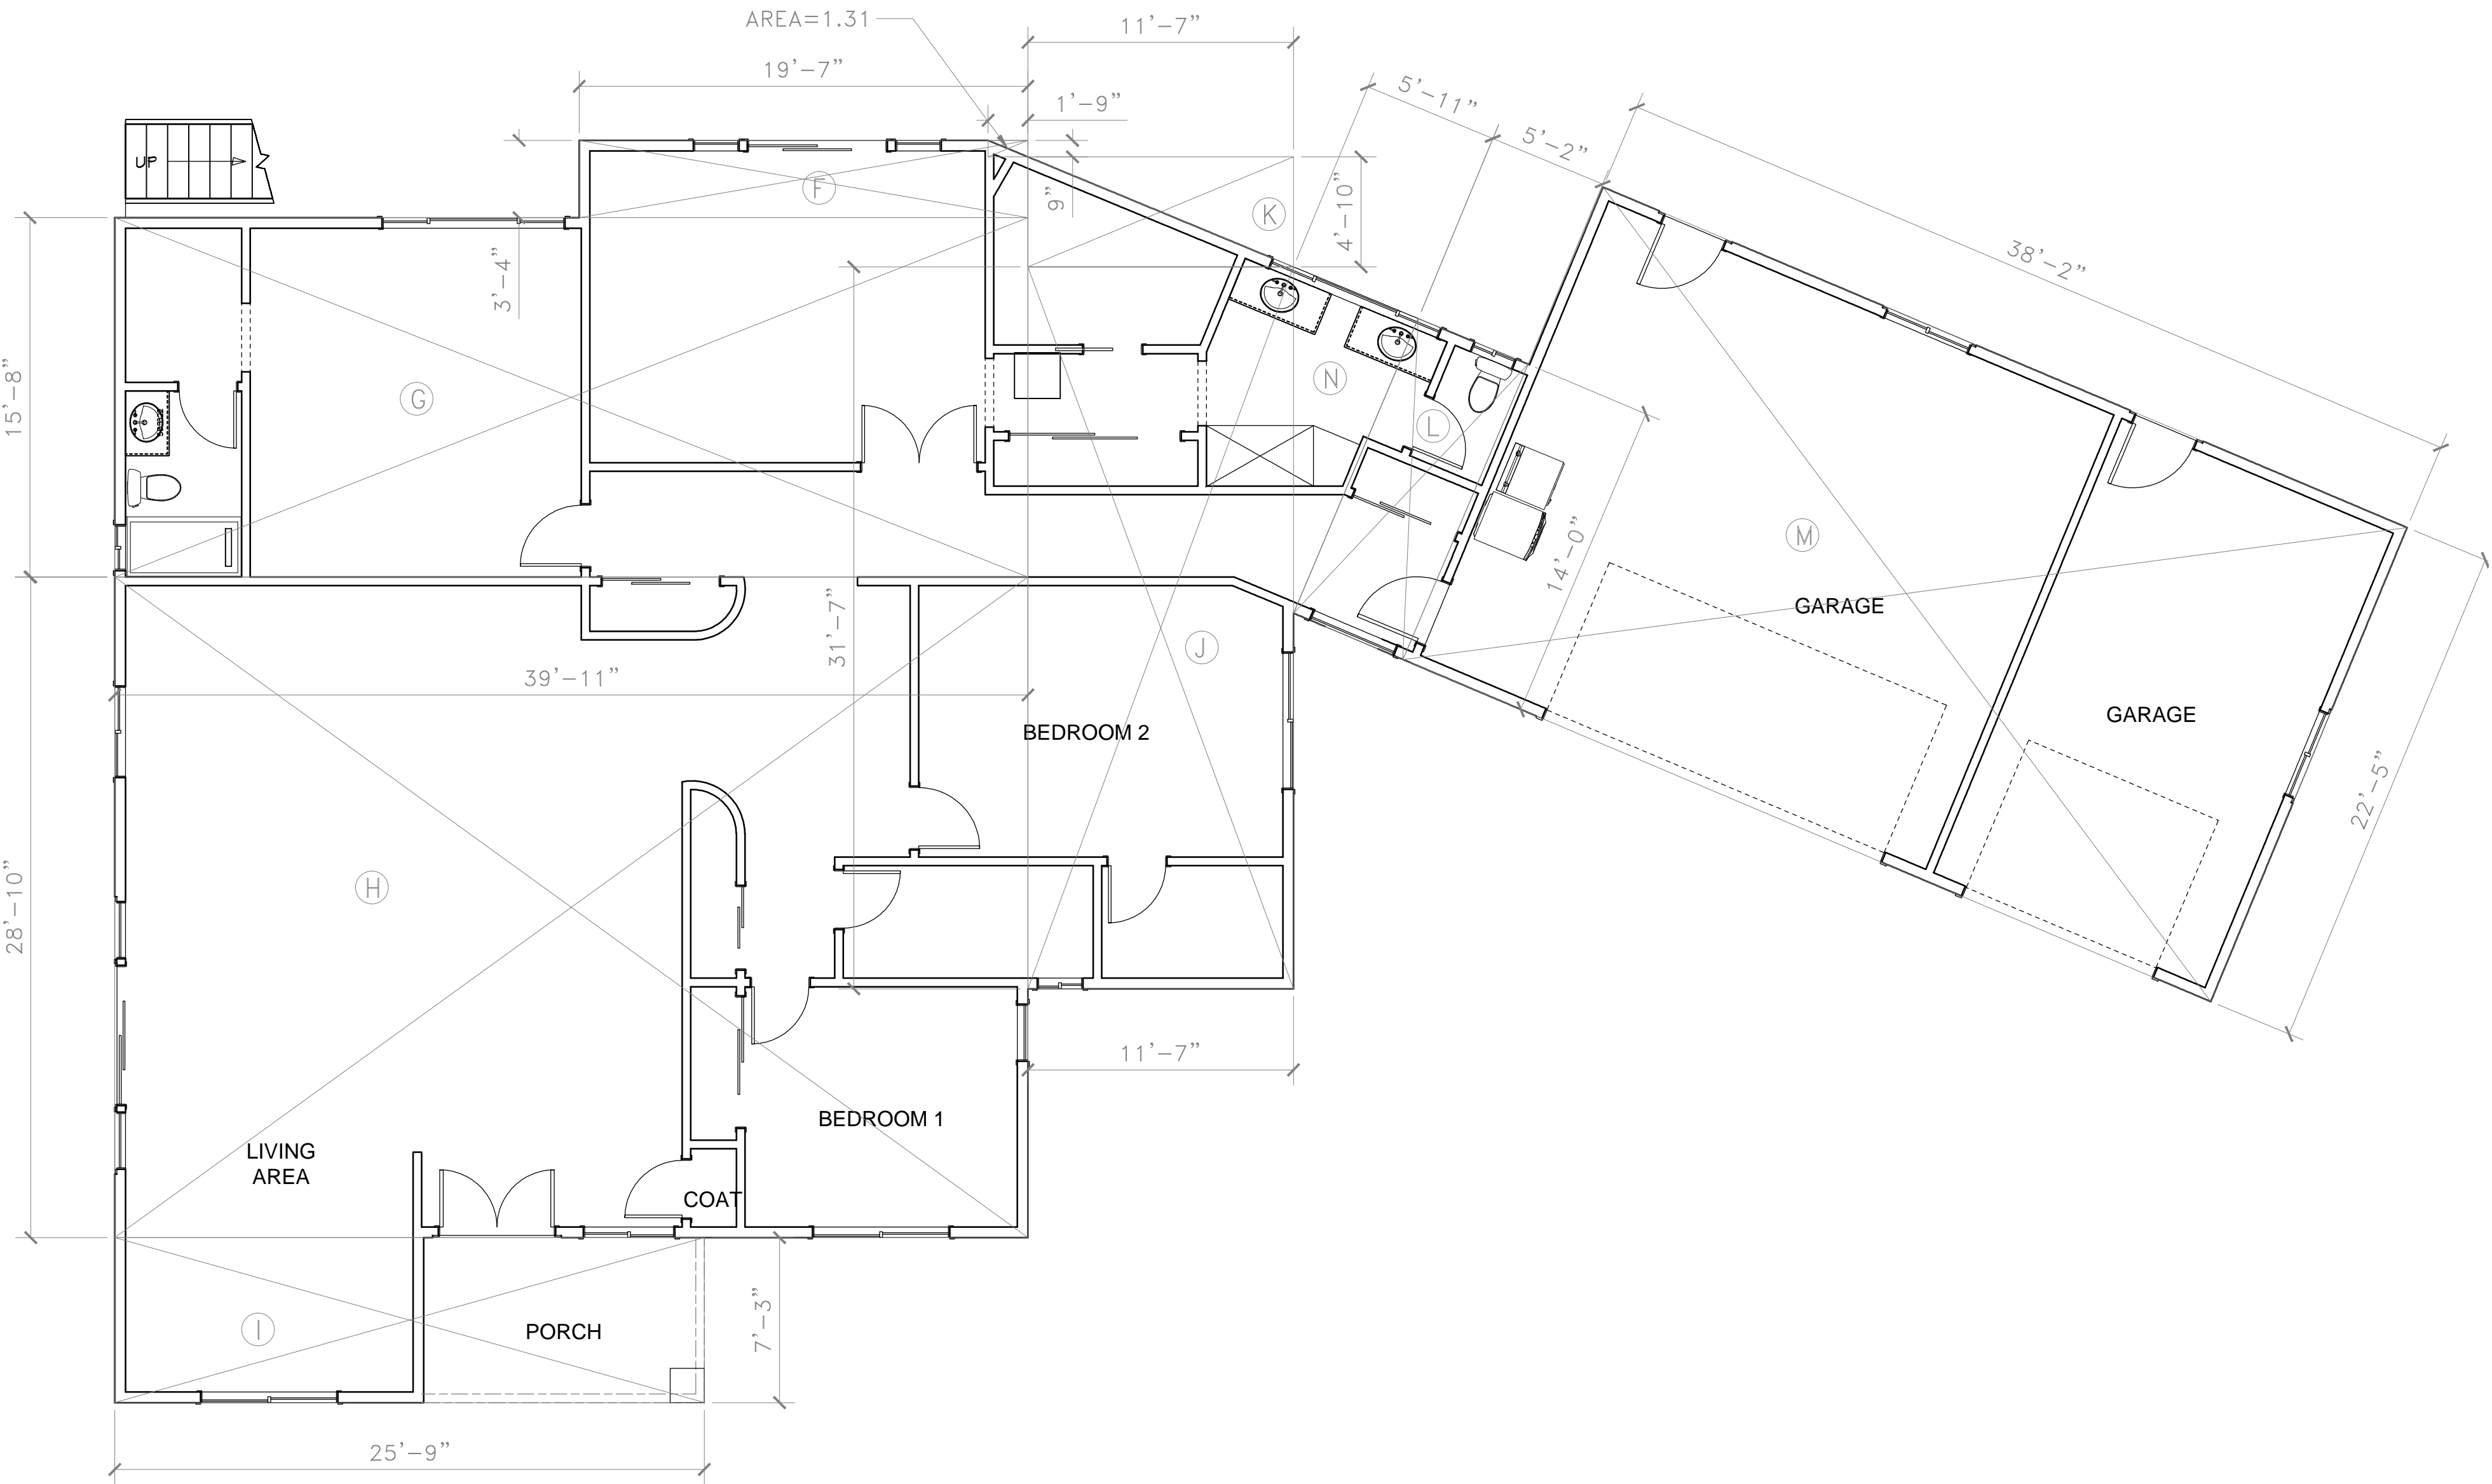 AREA=1.31
11'-7"
19'-7"
1'-9"
5'-11"
5'-2"
UP
F
9"
K
4'-10"
38'-2"
3'-4"
15'-8"
G
N
L
M
14'-0"
GARAGE
31'-7"
J
39'-11"
BEDROOM 2
GARAGE
22'-5"
H
28'-10"
11'-7"
BEDROOM 1
LIVING
AREA
COAT
I
PORCH
7'-3"
25'-9"